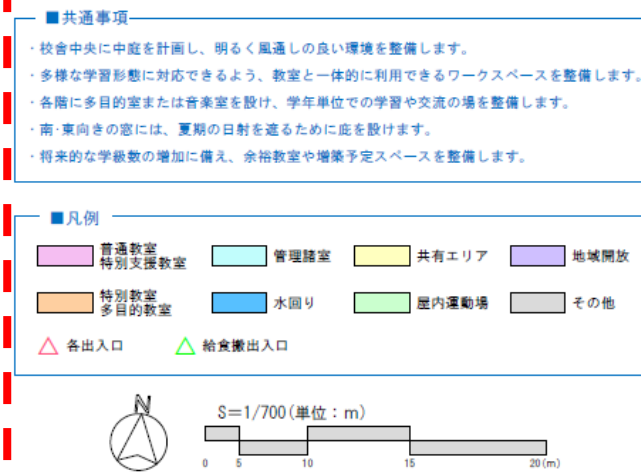 ■共通事項
・校舎中央に中庭を計画し、明るく風通しの良い環境を整備します。
・多様な学習形態に対応できるよう、教室と一体的に利用できるワークスペースを整備します。
・各階に多目的室または音楽室を設け、学年単位での学習や交流の場を整備します。
・南・東向きの窓には、夏期の日射を遮るために庇を設けます。
・将来的な学級数の増加に備え、余裕教室や増築予定スペースを整備します。
■凡例
普通教室
特別支援教室
管理諸室
共有エリア
地域開放
特別教室
多目的教室
水回り
屋内運動場
その他
各出入口
給食搬出入口
N
S=1/700(単位：m)
0 5 10 15 20(m)